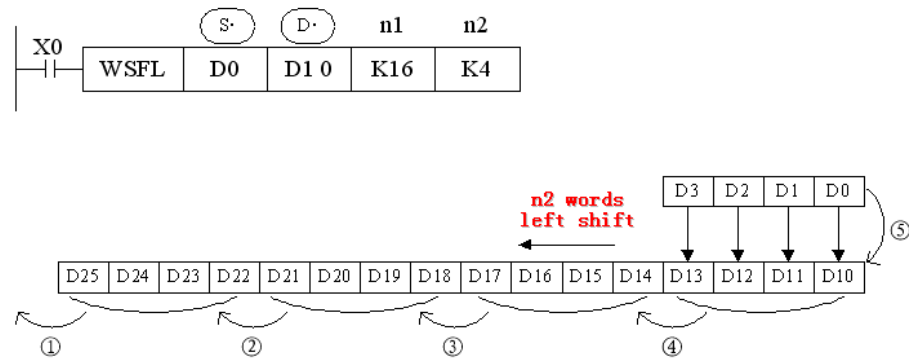 S· D· n1 n2
X0
WSFL D0 D1 0 K16 K4
D3 D2 D1 D0
n2 words
left shift
⑤
D25 D24 D23 D22 D21 D20 D19 D18 D17 D16 D15 D14 D13 D12 D11 D10
① ② ③ ④